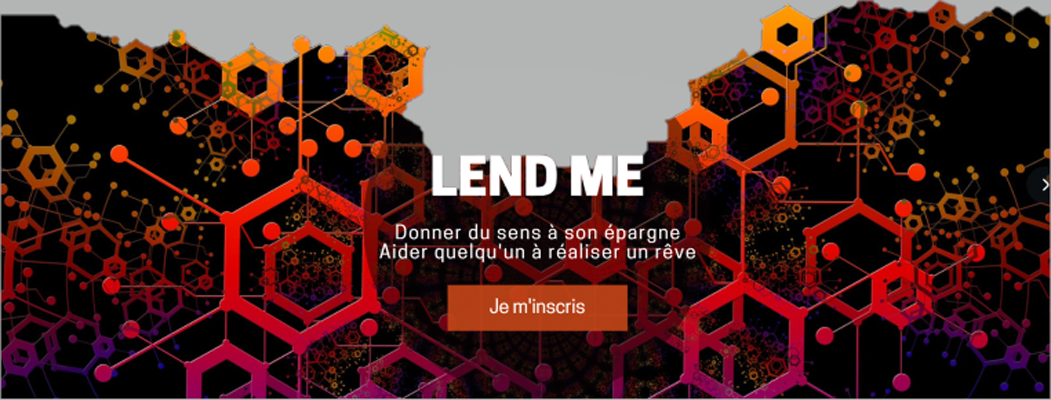 LEND ME
Donner du sens à son épargne
Aider quelqu'un à réaliser un rêve
Je m'inscris